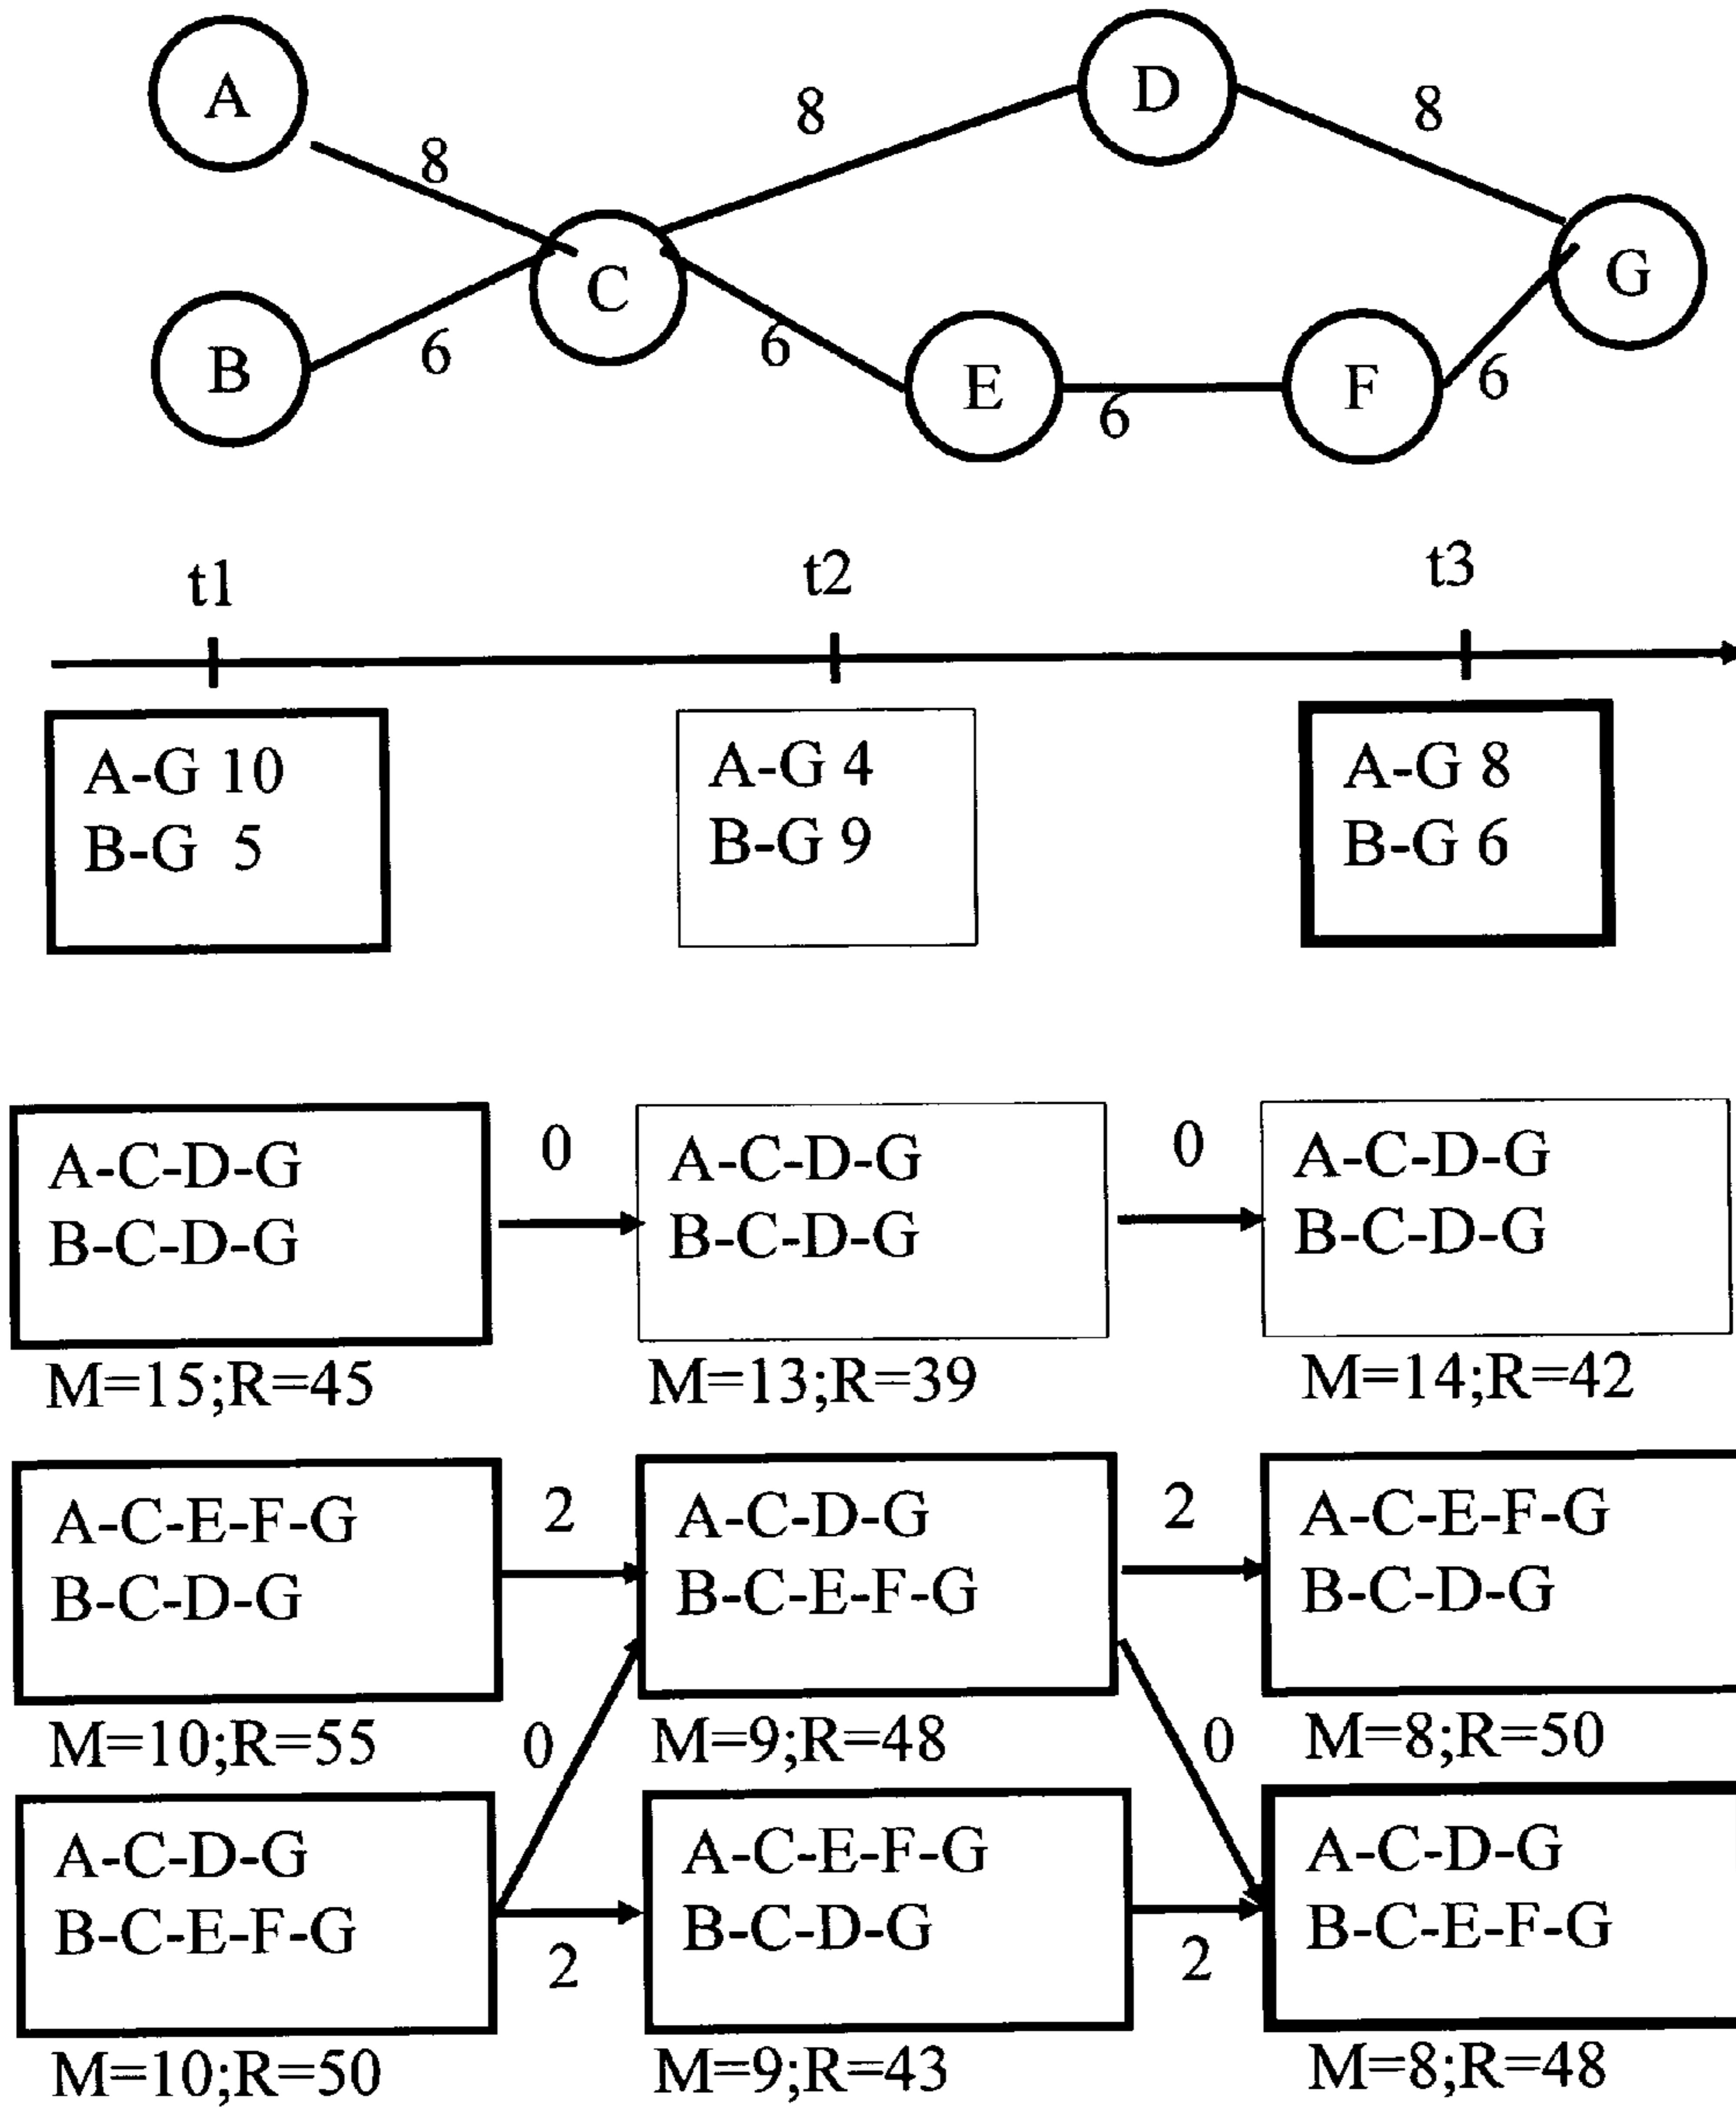 A
D
8
8
8
C
G
B
6
6
E
F
6
6
t1
t2
t3
A-G 10
B-G 5
A-G 4
B-G 9
A-G 8
B-G 6
A-C-D-G
B-C-D-G
0
A-C-D-G
B-C-D-G
0
A-C-D-G
B-C-D-G
M=15;R=45
M=13;R=39
M=14;R=42
A-C-E-F-G
B-C-D-G
2
A-C-D-G
B-C-E-F-G
2
A-C-E-F-G
B-C-D-G
M=10;R=55
0
M=9;R=48
0
M=8;R=50
A-C-D-G
B-C-E-F-G
2
A-C-E-F-G
B-C-D-G
2
A-C-D-G
B-C-E-F-G
M=10;R=50
M=9;R=43
M=8;R=48